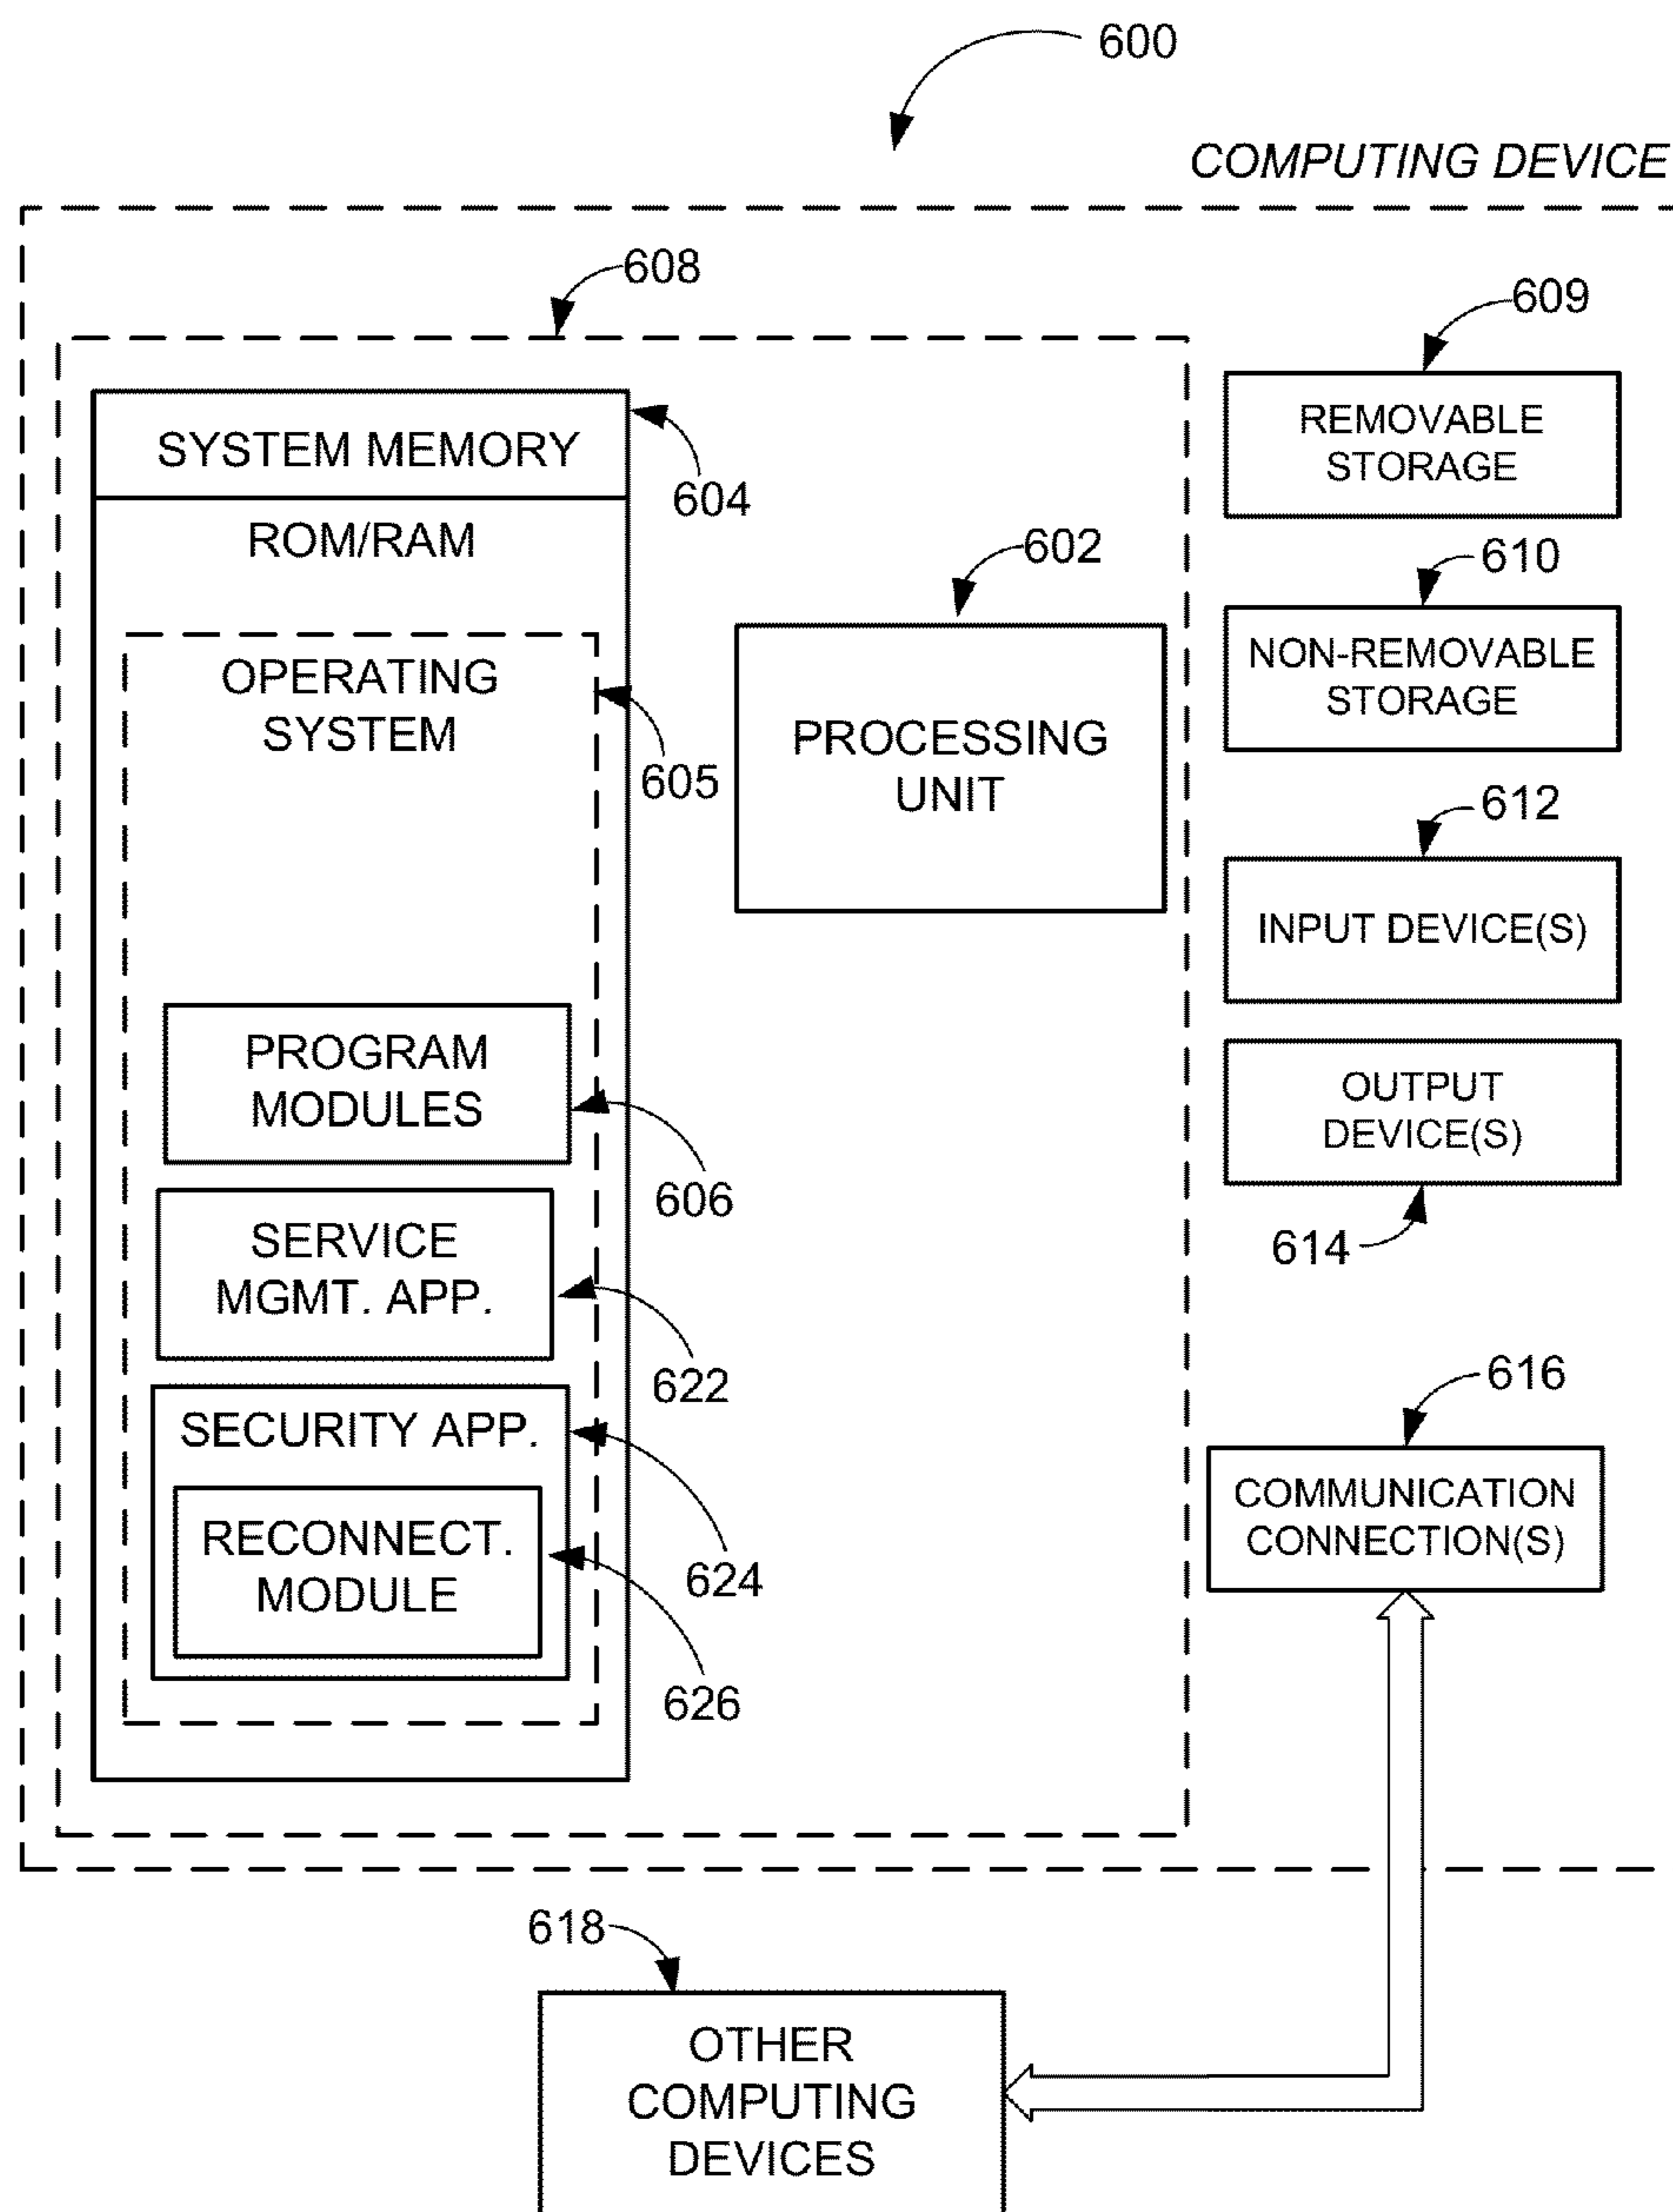 600
COMPUTING DEVICE
608
609
SYSTEM MEMORY
604
ROM/RAM
REMOVABLE
STORAGE
602
610
OPERATING
SYSTEM
605
PROCESSING
UNIT
NON-REMOVABLE
STORAGE
612
INPUT DEVICE(S)
PROGRAM
MODULES
606
OUTPUT
DEVICE(S)
614
SERVICE
MGMT. APP.
622
616
SECURITY APP.
624
RECONNECT.
MODULE
626
COMMUNICATION
CONNECTION(S)
618
OTHER
COMPUTING
DEVICES